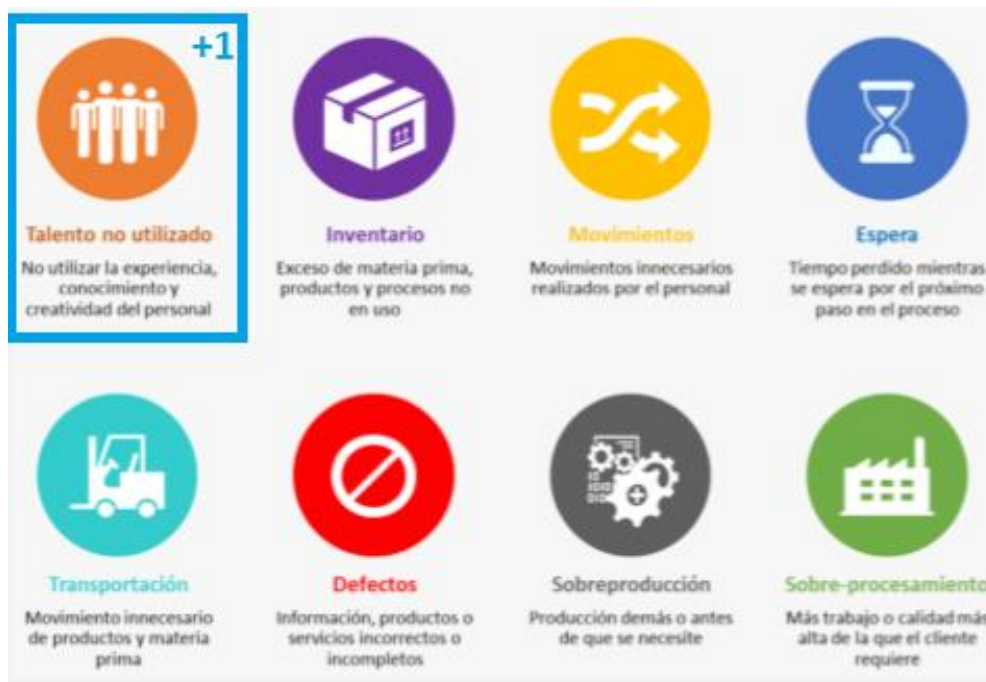 +1
Talento no utilizado
No utilizar la experiencia,
conocimiento y
creatividad del personal
Inventario
Exceso de materia prima,
productos y procesos no
en uso
Movimientos
Movimientos innecesarios
realizados por el personal
Espera
Tiempo perdido mientras
se espera por el próximo
paso en el proceso
Transportación
Movimiento innecesario
de productos y materia
prima
Defectos
Información, productos o
servicios incorrectos o
incompletos
Sobreproducción
Producción demás o antes
de que se necesite
Sobre-procesamiento
Más trabajo o calidad más
alta de la que el cliente
requiere